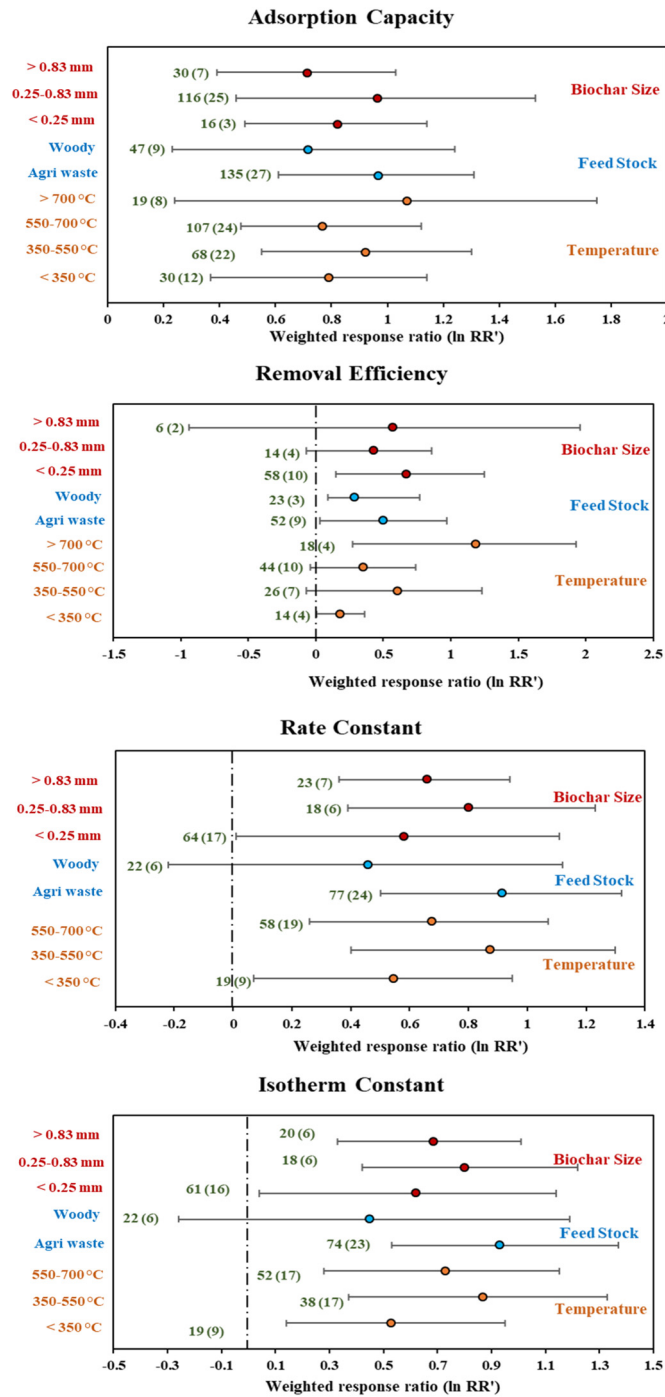 Adsorption Capacity
> 0.83 mm 30 (7)
0.25-0.83 mm 116 (25) Biochar Size
< 0.25 mm 16 (3)
Woody 47 (9)
Agri waste 135 (27) Feed Stock
> 700 °C 19 (8)
550-700 °C 107 (24)
350-550 °C 68 (22) Temperature
< 350 °C 30 (12)
0 0.2 0.4 0.6 0.8 1 1.2 1.4 1.6 1.8 2
Weighted response ratio (ln RR')
Removal Efficiency
> 0.83 mm 6 (2)
0.25-0.83 mm 14 (4) Biochar Size
< 0.25 mm 58 (10)
Woody 23 (3) Feed Stock
Agri waste 52 (9)
> 700 °C 18 (4)
550-700 °C 44 (10)
350-550 °C 26 (7) Temperature
< 350 °C 14 (4)
-1.5 -1 -0.5 0 0.5 1 1.5 2 2.5
Weighted response ratio (ln RR')
Rate Constant
> 0.83 mm 23 (7)
0.25-0.83 mm 18 (6) Biochar Size
< 0.25 mm 64 (17)
Woody 22 (6)
Agri waste 77 (24) Feed Stock
550-700 °C 58 (19)
350-550 °C Temperature
< 350 °C 19 (9)
-0.4 -0.2 0 0.2 0.4 0.6 0.8 1 1.2 1.4
Weighted response ratio (ln RR')
Isotherm Constant
> 0.83 mm 20 (6)
0.25-0.83 mm 18 (6) Biochar Size
< 0.25 mm 61 (16)
Woody 22 (6)
Agri waste 74 (23) Feed Stock
550-700 °C 52 (17)
350-550 °C 38 (17) Temperature
< 350 °C 19 (9)
-0.5 -0.3 -0.1 0.1 0.3 0.5 0.7 0.9 1.1 1.3 1.5
Weighted response ratio (ln RR')